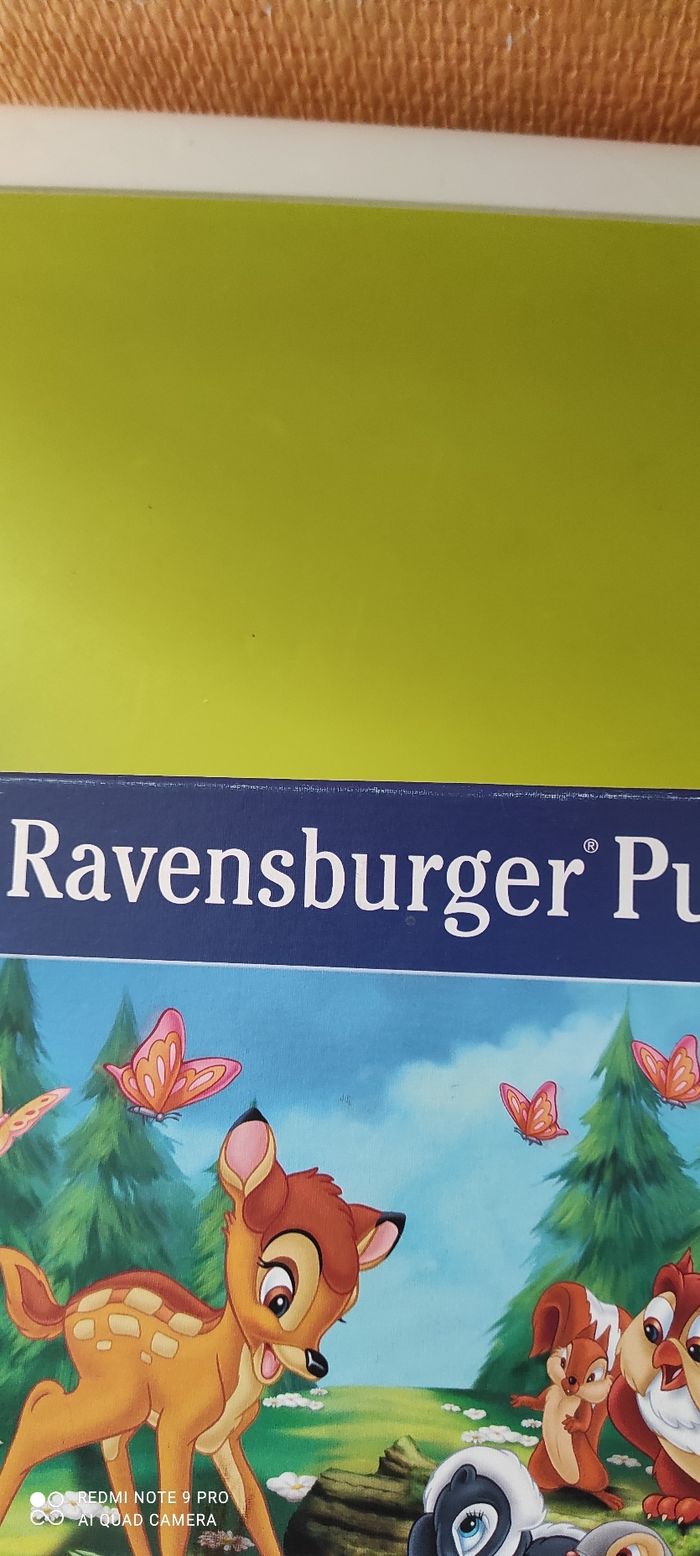 Ravensburger® Pu
REDMI NOTE 9 PRO
AI QUAD CAMERA